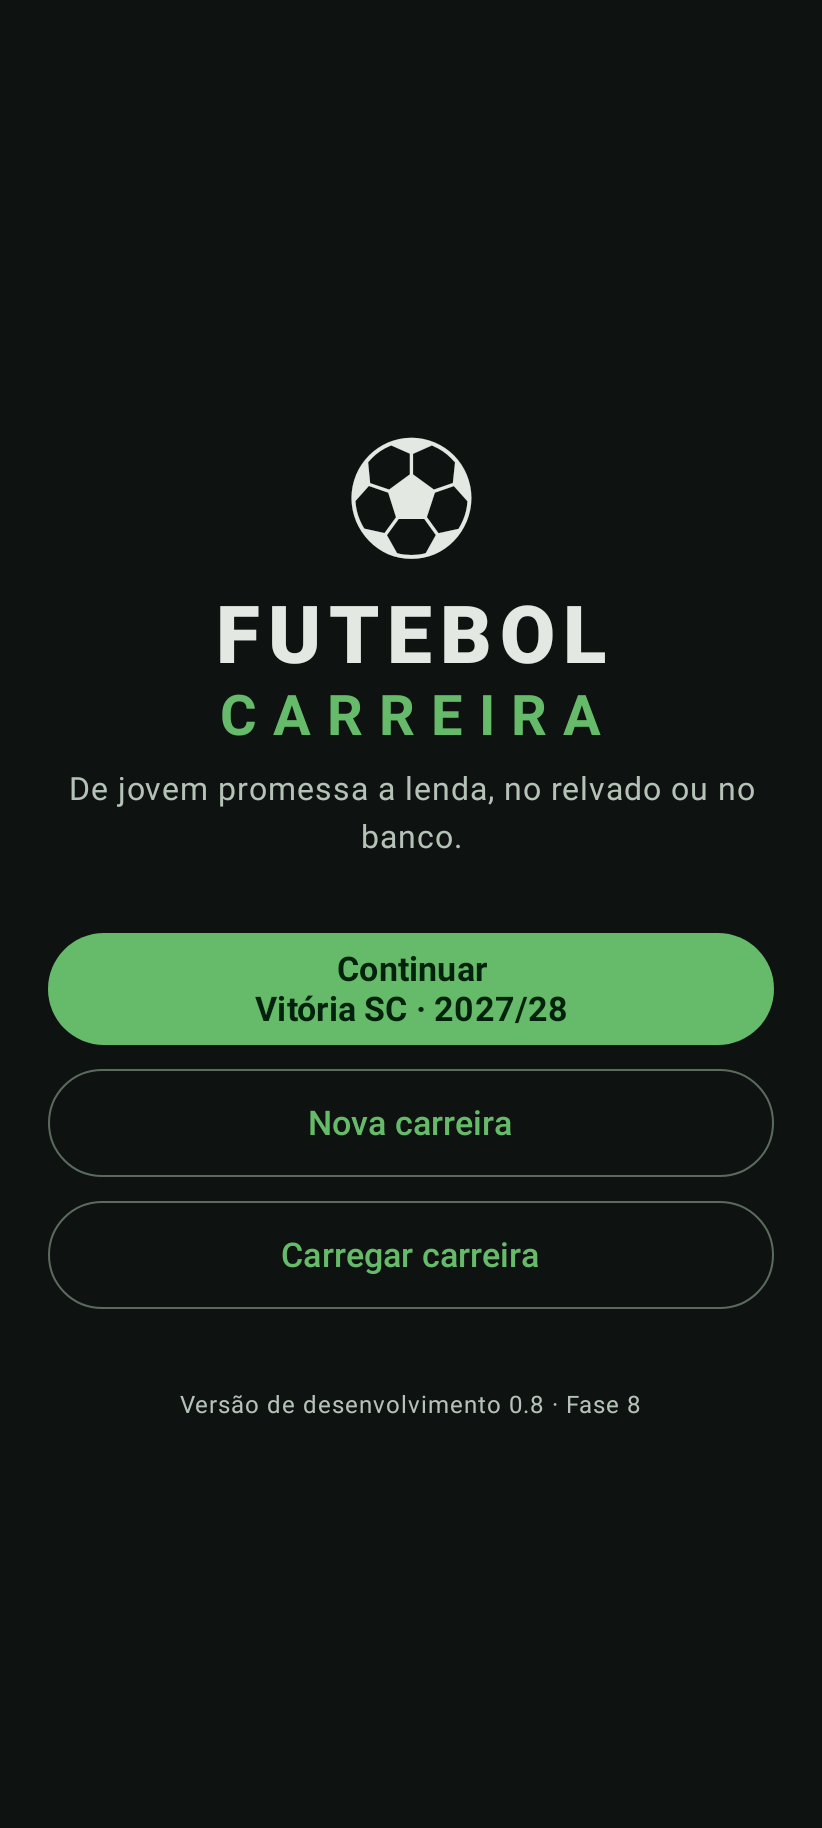 FUTEBOL
CARREIRA
De jovem promessa a lenda, no relvado ou no
banco.
Continuar
Vitória SC · 2027/28
Nova carreira
Carregar carreira
Versão de desenvolvimento 0.8 · Fase 8